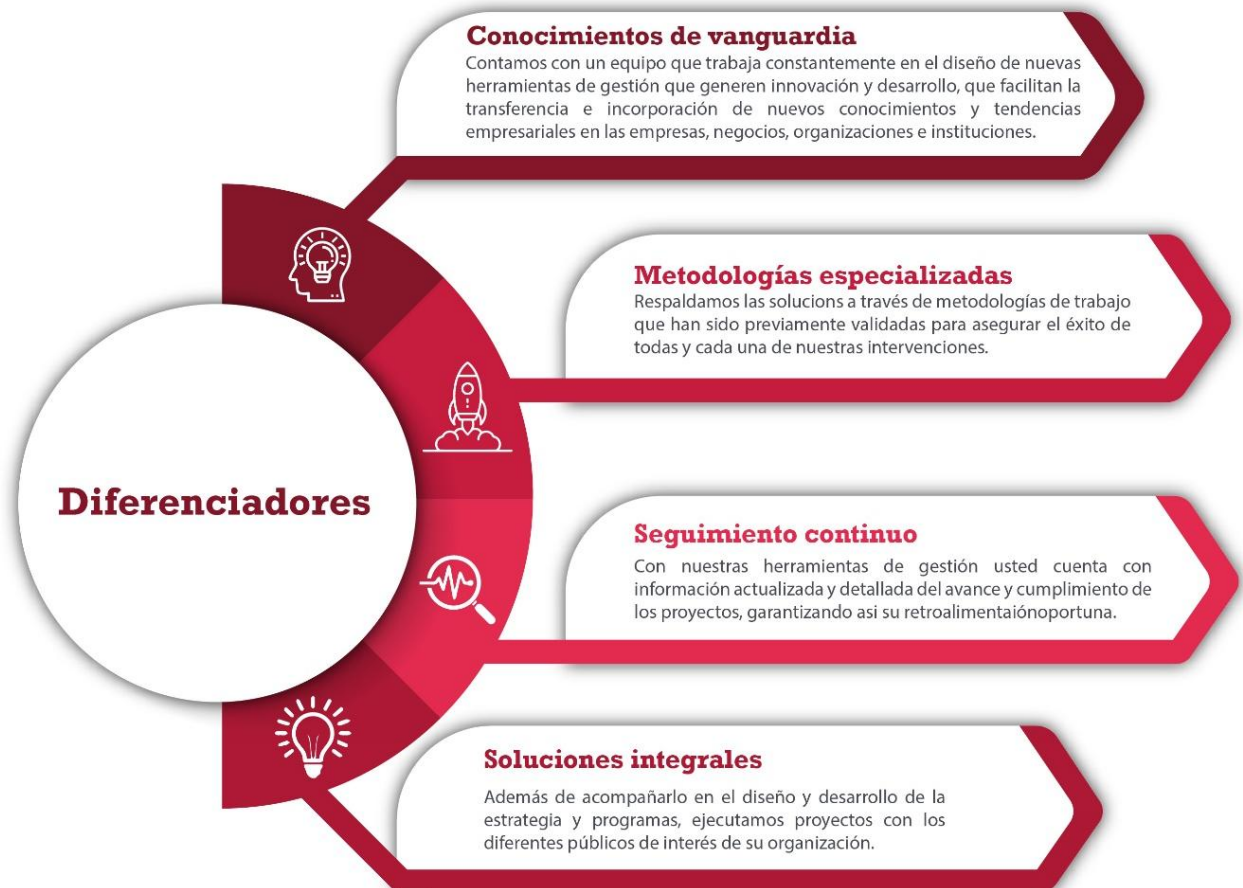 Conocimientos de vanguardia
Contamos con un equipo que trabaja constantemente en el diseño de nuevas
herramientas de gestión que generen innovación y desarrollo, que facilitan la
transferencia e incorporación de nuevos conocimientos y tendencias
empresariales en las empresas, negocios, organizaciones e instituciones.
Metodologías especializadas
Respaldamos las solucions a través de metodologías de trabajo
que han sido previamente validadas para asegurar el éxito de
todas y cada una de nuestras intervenciones.
Diferenciadores
Seguimiento continuo
Con nuestras herramientas de gestión usted cuenta con
información actualizada y detallada del avance y cumplimiento de
los proyectos, garantizando asi su retroalimentaiónoportuna.
Soluciones integrales
Además de acompañarlo en el diseño y desarrollo de la
estrategia y programas, ejecutamos proyectos con los
diferentes públicos de interés de su organización.